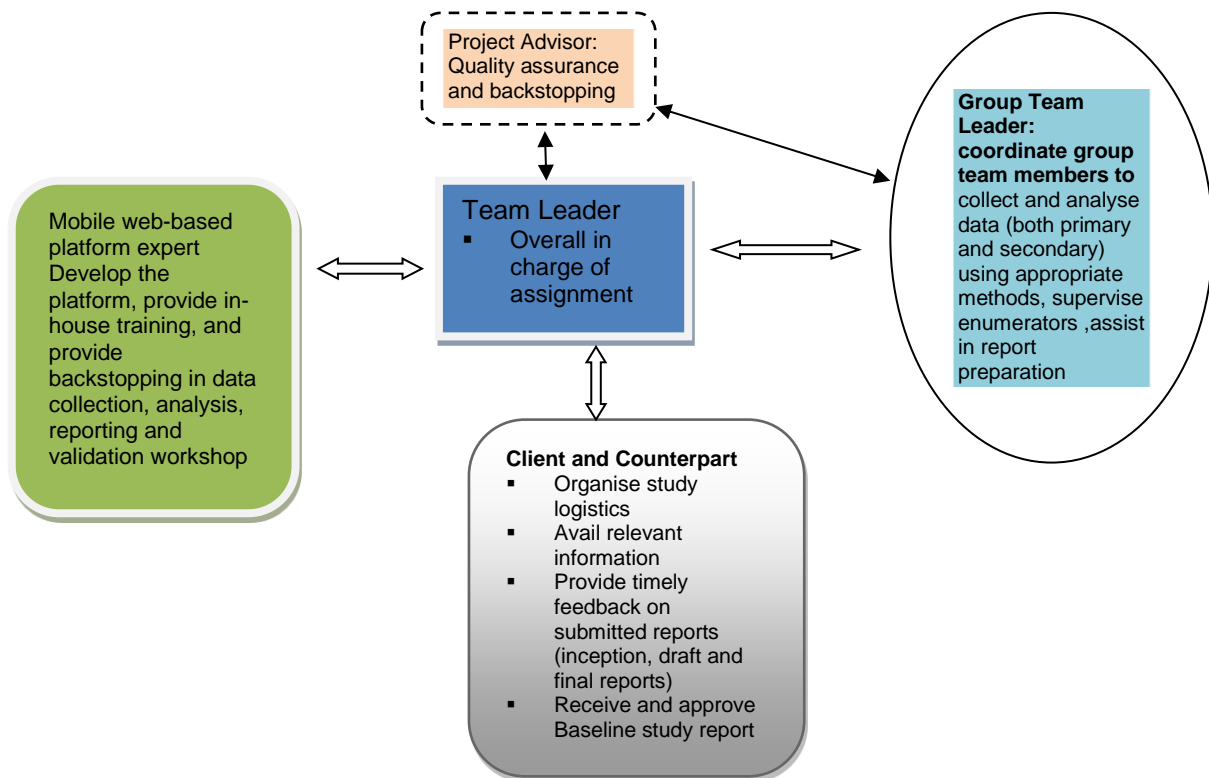 Project Advisor:
Quality assurance
and backstopping
Group Team
Leader:
coordinate group
team members to
collect and analyse
data (both primary
and secondary)
using appropriate
methods, supervise
enumerators ,assist
in report
preparation
Mobile web-based
platform expert
Develop the
platform, provide in-
house training, and
provide
backstopping in data
collection, analysis,
reporting and
validation workshop
Team Leader
▪ Overall in
charge of
assignment
Client and Counterpart
▪ Organise study
logistics
▪ Avail relevant
information
▪ Provide timely
feedback on
submitted reports
(inception, draft and
final reports)
▪ Receive and approve
Baseline study report